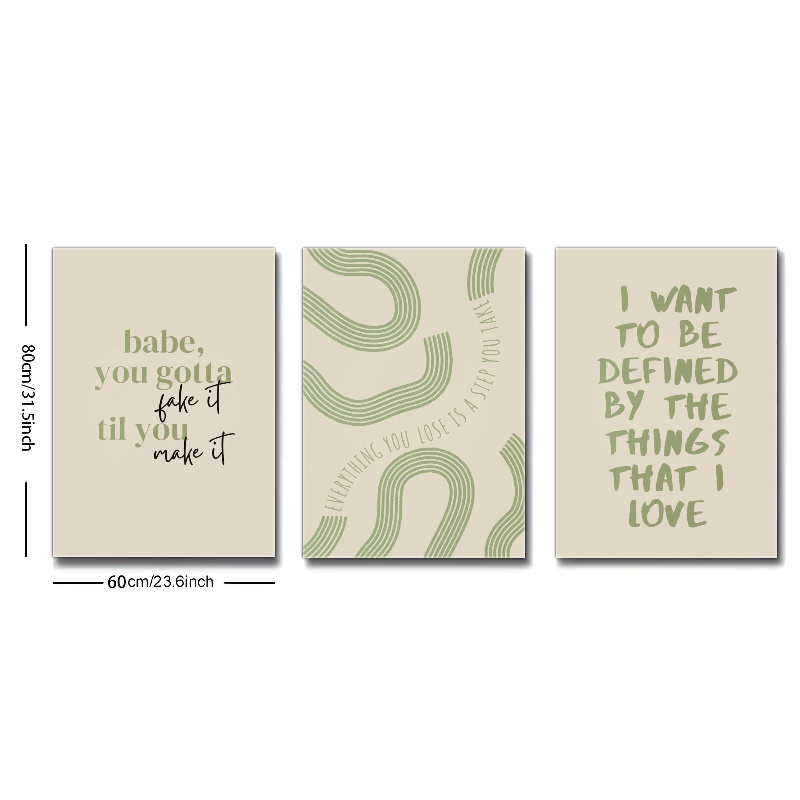 80cm/31.5inch
babe,
you gotta
fake it
til you
make it
60cm/23.6inch
EVERYTHING YOU LOSE IS A STEP YOU TAKE
I WANT
TO BE
DEFINED
BY THE
THINGS
THAT I
LOVE